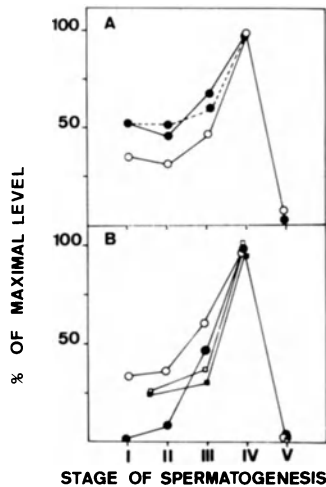 100
A
50
100
B
50
% OF MAXIMAL LEVEL
I II III IV V
STAGE OF SPERMATOGENESIS